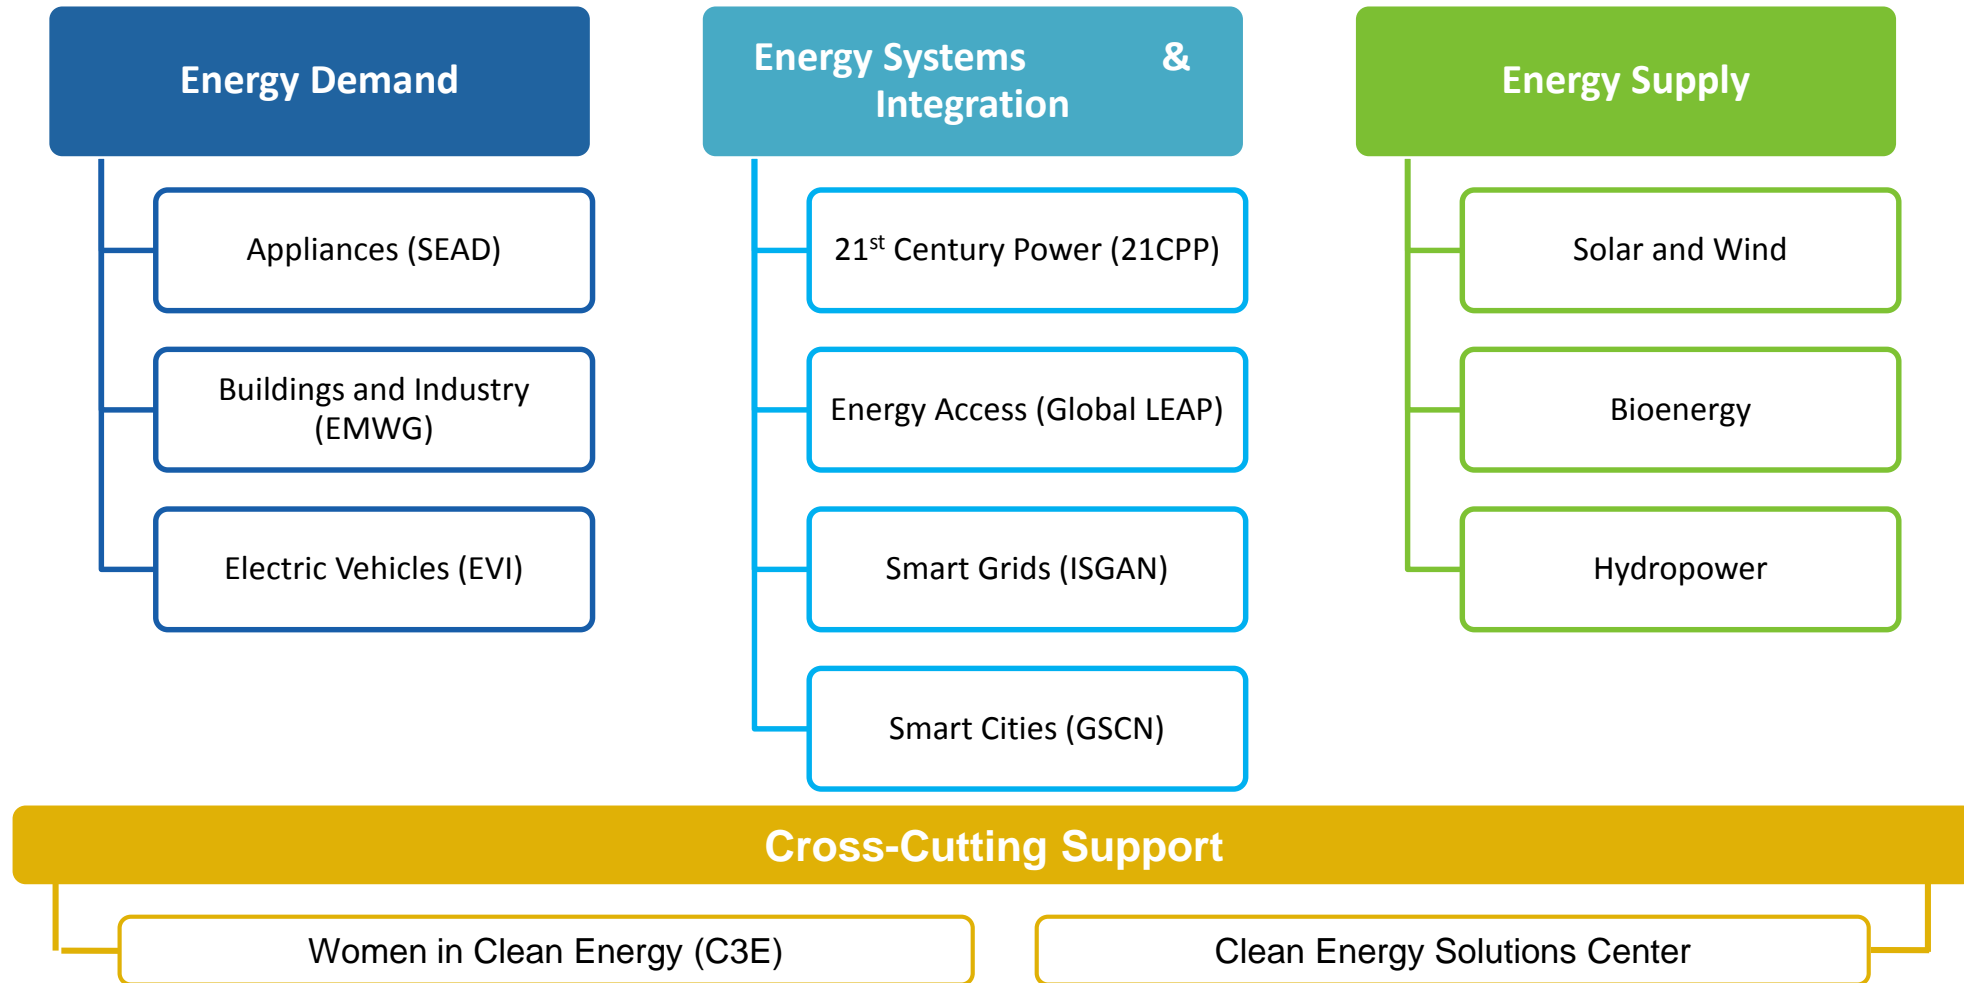 Energy Demand
Appliances (SEAD)
Buildings and Industry
(EMWG)
Electric Vehicles (EVI)
Energy Systems &
Integration
21st Century Power (21CPP)
Energy Access (Global LEAP)
Smart Grids (ISGAN)
Smart Cities (GSCN)
Energy Supply
Solar and Wind
Bioenergy
Hydropower
Cross-Cutting Support
Women in Clean Energy (C3E)
Clean Energy Solutions Center